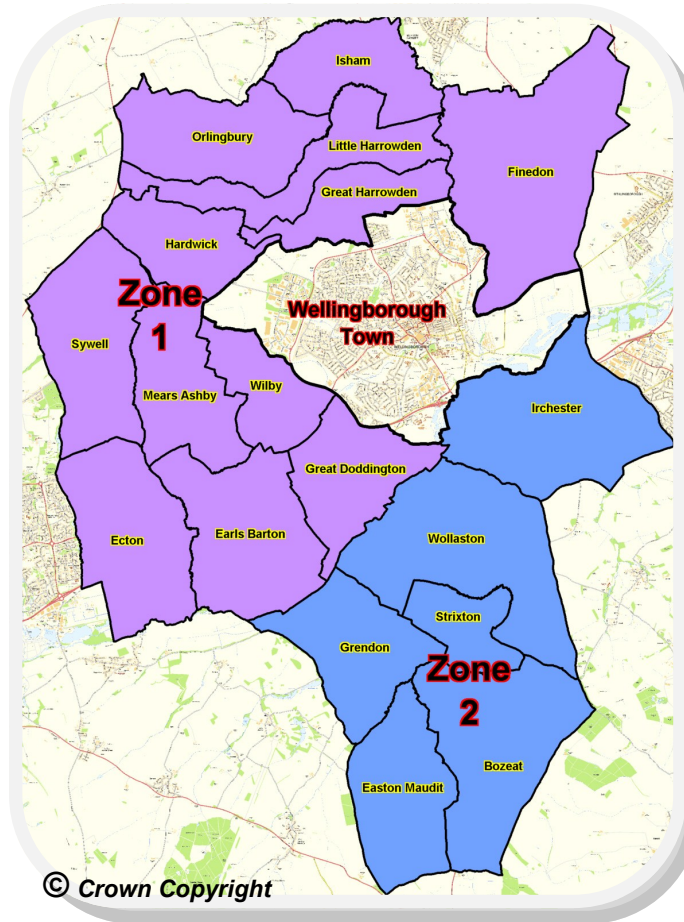 Isham
Orlingbury
Little Harrowden
Finedon
Great Harrowden
Hardwick
Zone
1
Wellingborough
Town
Sywell
Wilby
Mears Ashby
Irchester
Great Doddington
Earls Barton
Ecton
Wollaston
Strixton
Grendon
Zone
2
Bozeat
Easton Maudit
© Crown Copyright